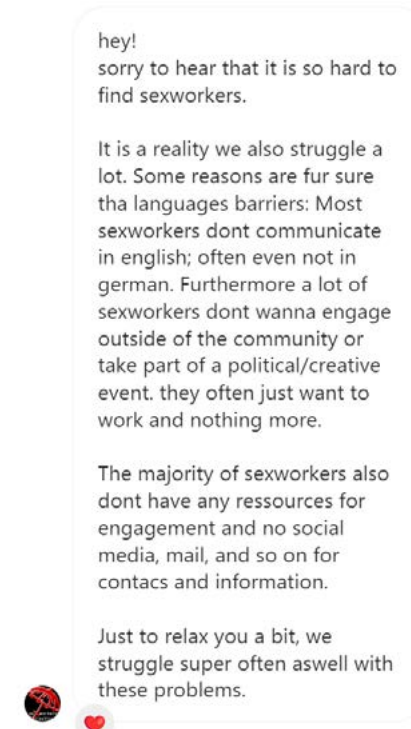 hey!
sorry to hear that it is so hard to
find sexworkers.
It is a reality we also struggle a
lot. Some reasons are fur sure
tha languages barriers: Most
sexworkers dont communicate
in english; often even not in
german. Furthermore a lot of
sexworkers dont wanna engage
outside of the community or
take part of a political/creative
event. they often just want to
work and nothing more.
The majority of sexworkers also
dont have any ressources for
engagement and no social
media, mail, and so on for
contacs and information.
Just to relax you a bit, we
struggle super often aswell with
these problems.